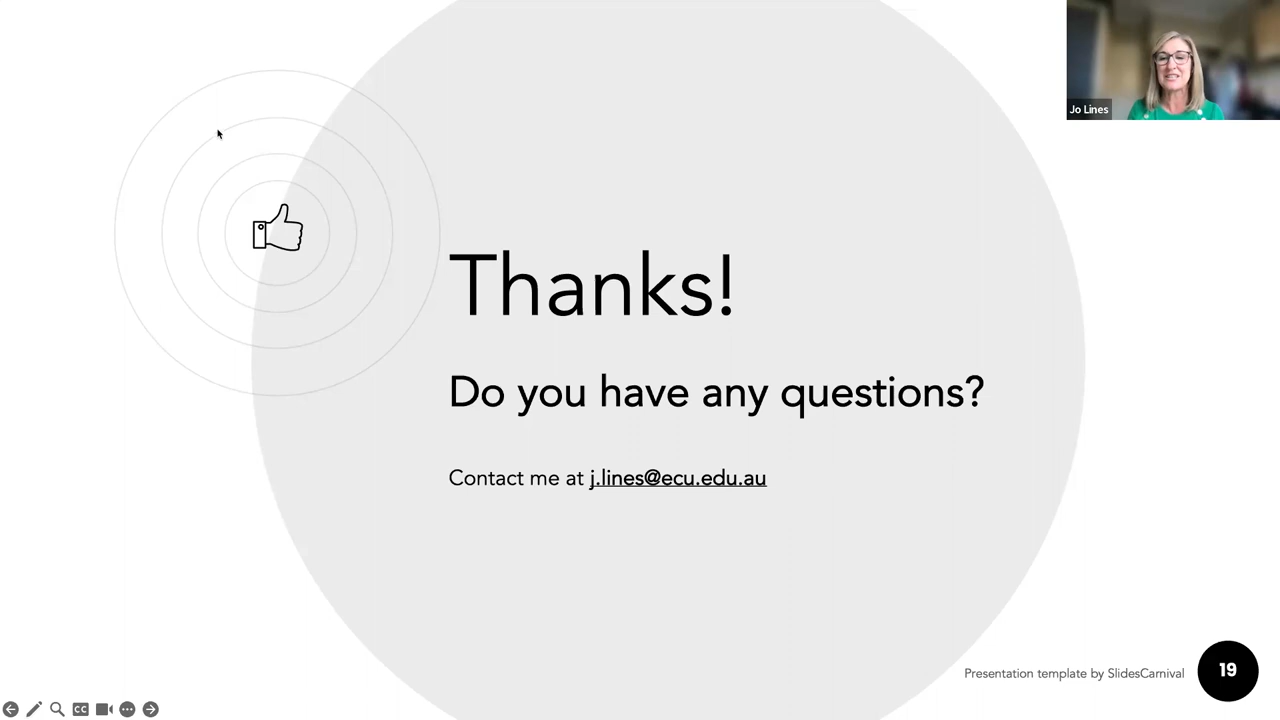 Jo Lines
Thanks!
Do you have any questions?
Contact me at j.lines@ecu.edu.au
Presentation template by SlidesCarnival
19
CC